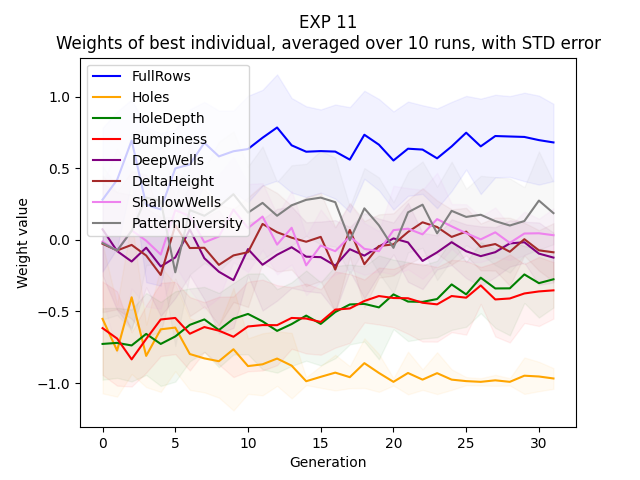 EXP 11
Weights of best individual, averaged over 10 runs, with STD error
FullRows
Holes
HoleDepth
Bumpiness
DeepWells
DeltaHeight
ShallowWells
PatternDiversity
Weight value
1.0
0.5
0.0
−0.5
−1.0
0 5 10 15 20 25 30
Generation